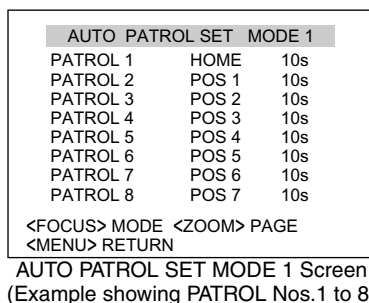 AUTO PATROL SET MODE 1
PATROL 1 HOME 10s
PATROL 2 POS 1 10s
PATROL 3 POS 2 10s
PATROL 4 POS 3 10s
PATROL 5 POS 4 10s
PATROL 6 POS 5 10s
PATROL 7 POS 6 10s
PATROL 8 POS 7 10s
<FOCUS> MODE <ZOOM> PAGE
<MENU> RETURN
AUTO PATROL SET MODE 1 Screen
(Example showing PATROL Nos.1 to 8